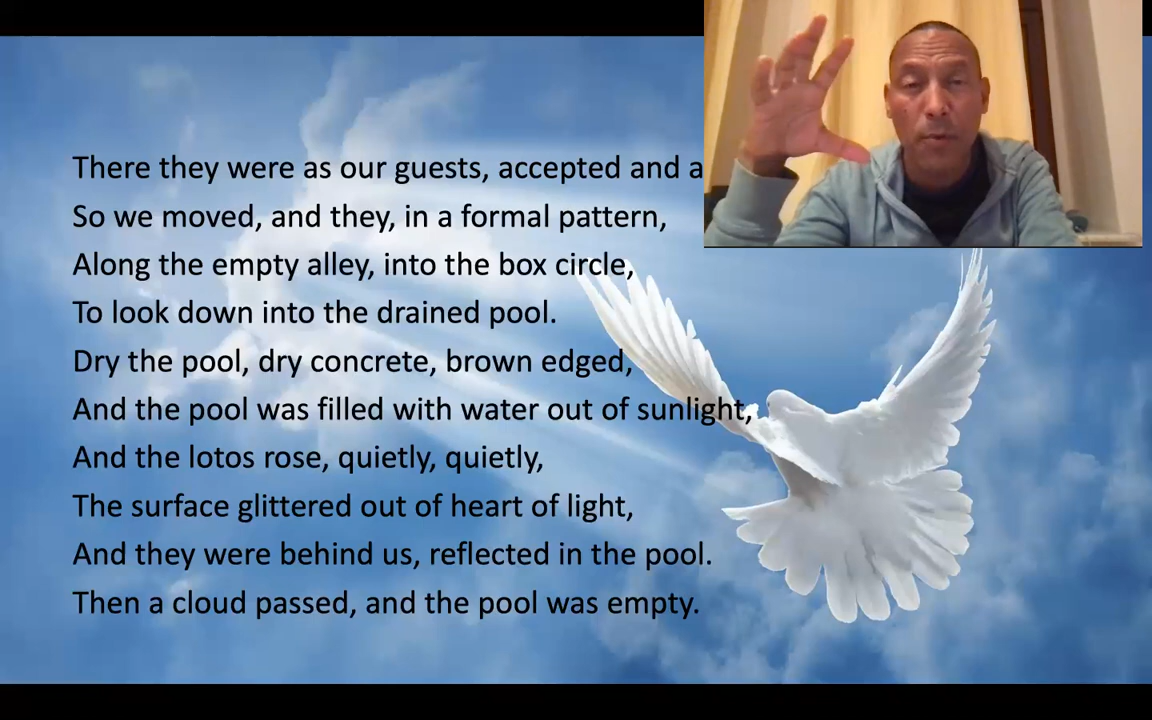 There they were as our guests, accepted and a
So we moved, and they, in a formal pattern,
Along the empty alley, into the box circle,
To look down into the drained pool.
Dry the pool, dry concrete, brown edged,
And the pool was filled with water out of sunlight,
And the lotos rose, quietly, quietly,
The surface glittered out of heart of light,
And they were behind us, reflected in the pool.
Then a cloud passed, and the pool was empty.